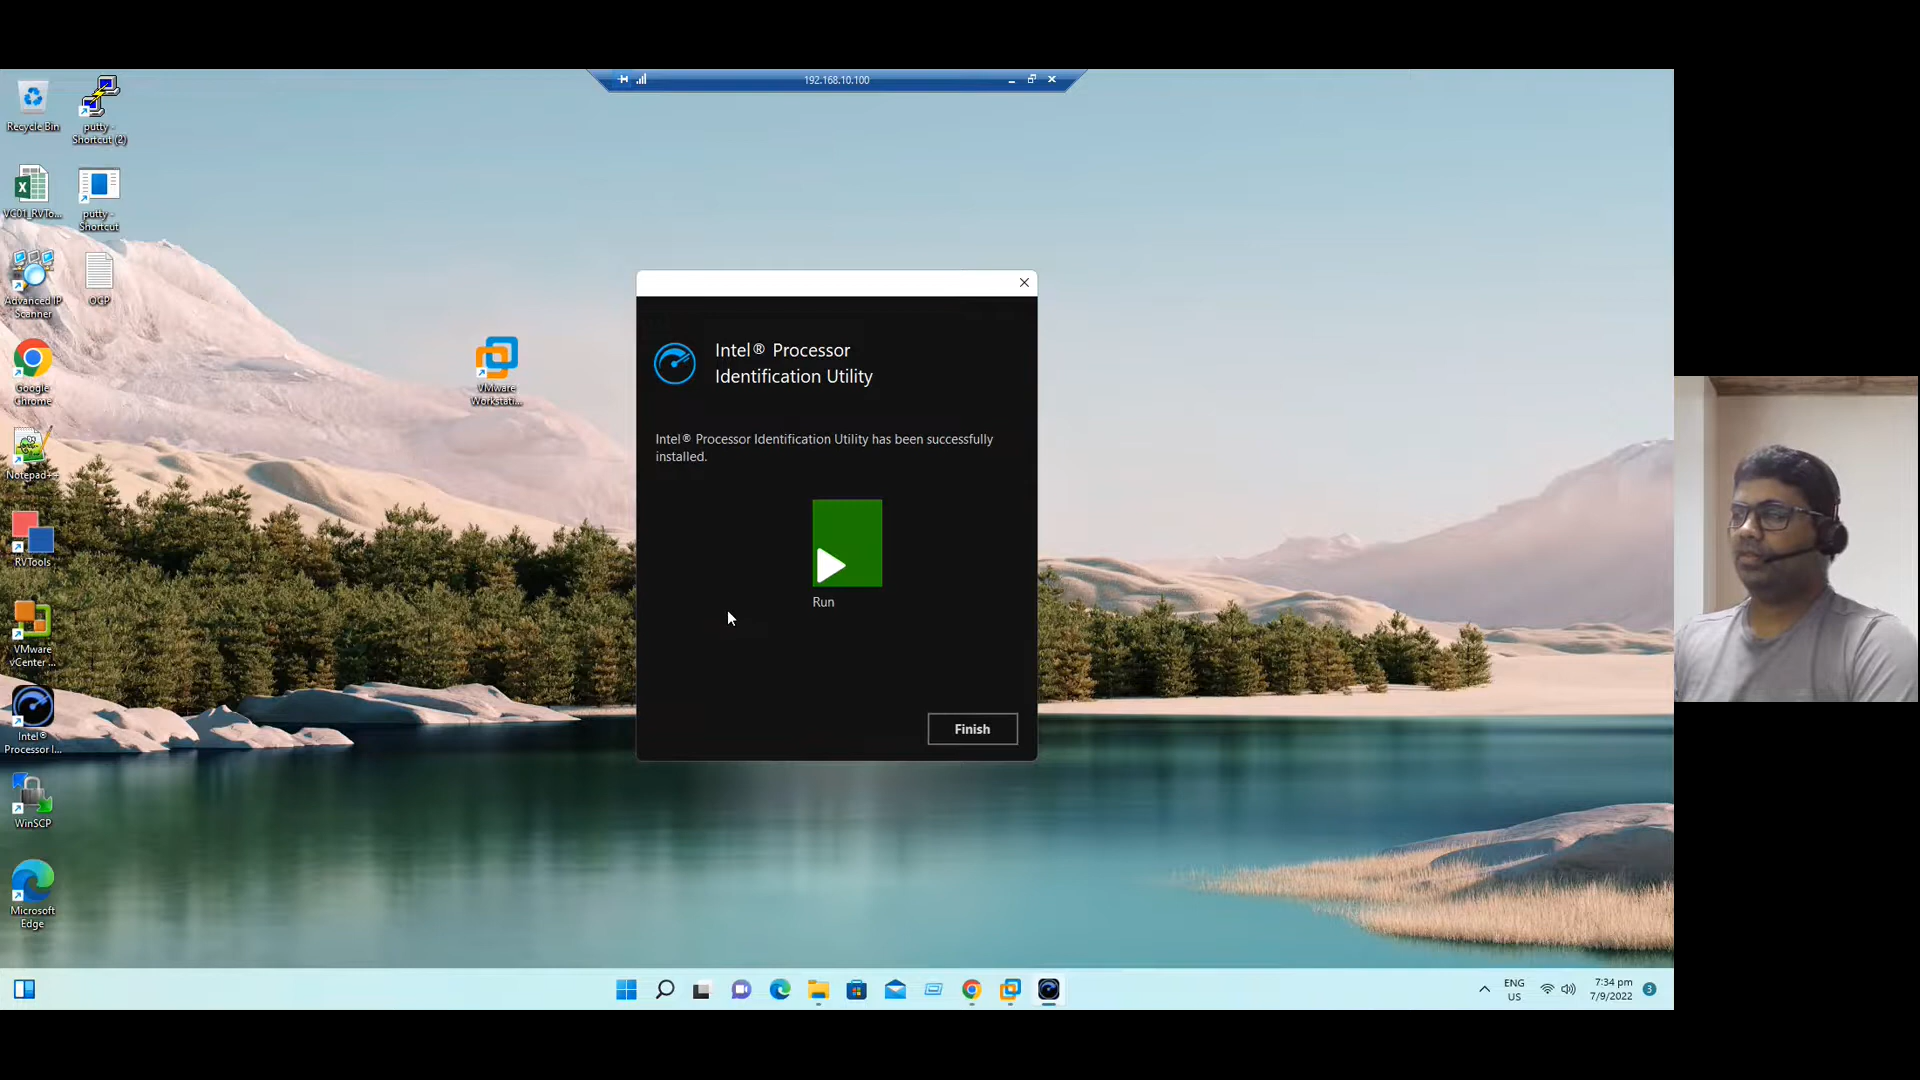 192.168.10.100
Recycle Bin
putty -
Shortcut (2)
VC01_RVTo...
putty -
Shortcut
Advanced IP
Scanner
OCP
Google
Chrome
VMware
Workstati...
Notepad++
RVTools
VMware
vCenter ...
Intel®
Processor I...
WinSCP
Microsoft
Edge
Intel® Processor
Identification Utility
Intel® Processor Identification Utility has been successfully
installed.
Run
Finish
ENG
US
7:34 pm
7/9/2022
3